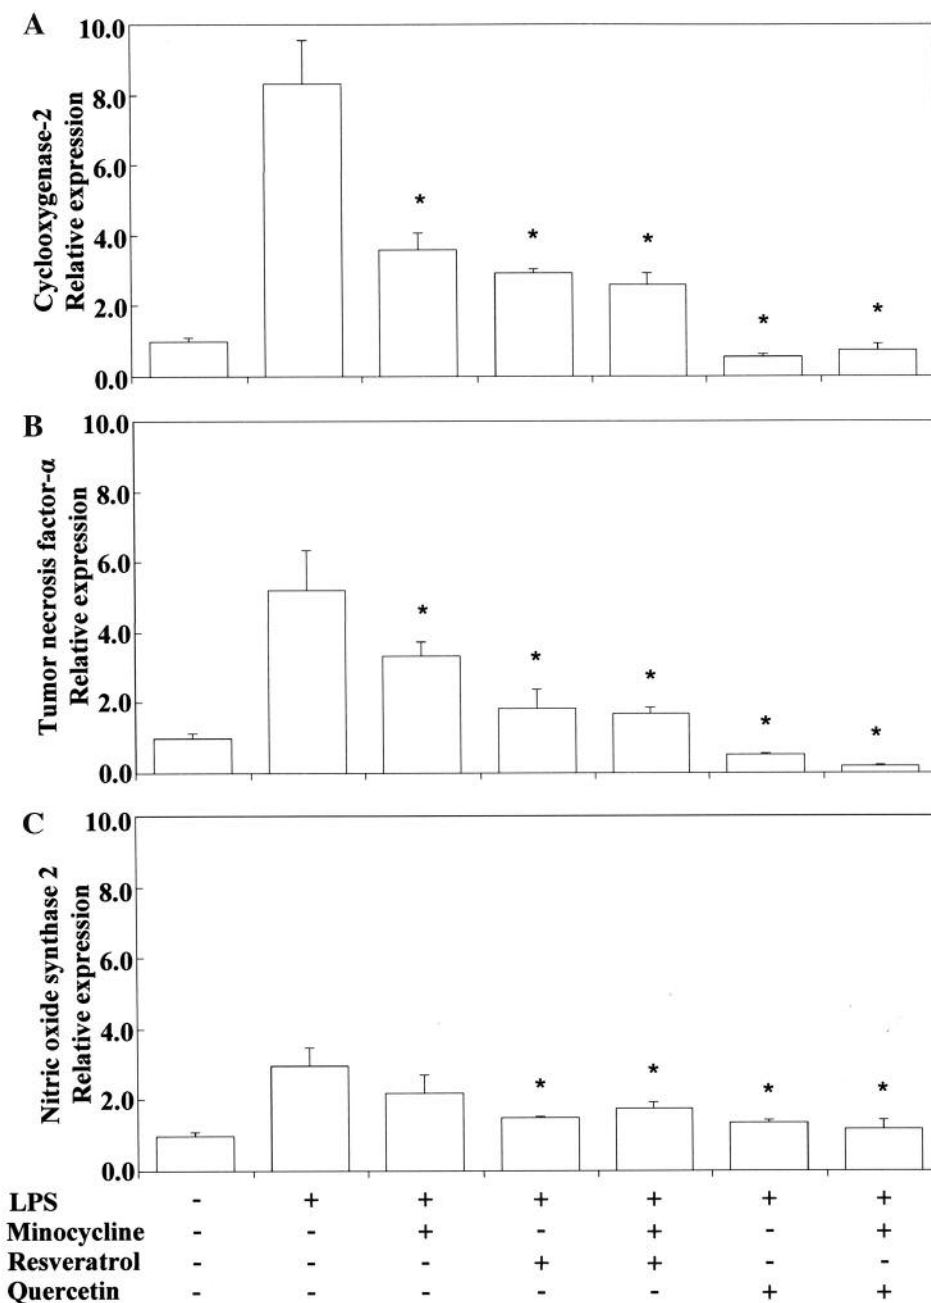 A
10.0
8.0
6.0
4.0
2.0
0.0
Cyclooxygenase-2
Relative expression
*
*
*
*
*
B
10.0
8.0
6.0
4.0
2.0
0.0
Tumor necrosis factor-α
Relative expression
*
*
*
*
*
C
10.0
8.0
6.0
4.0
2.0
0.0
Nitric oxide synthase 2
Relative expression
*
*
*
*
LPS - + + + + + +
Minocycline - - + - + - +
Resveratrol - - - + + - -
Quercetin - - - - - + +